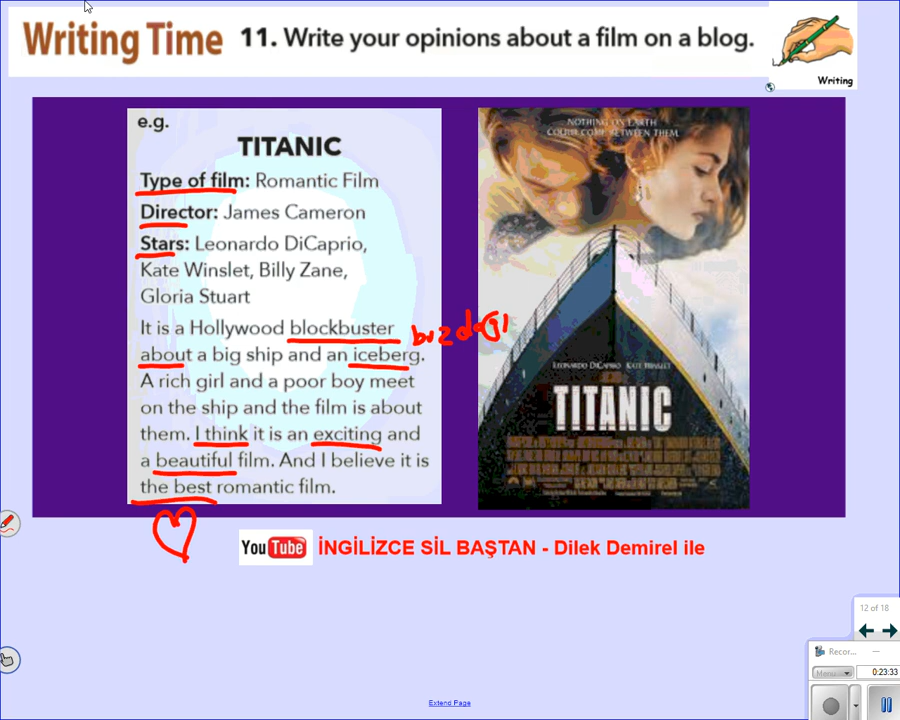 Writing Time 11. Write your opinions about a film on a blog.
Writing
e.g.
TITANIC
Type of film: Romantic Film
Director: James Cameron
Stars: Leonardo DiCaprio,
Kate Winslet, Billy Zane,
Gloria Stuart
It is a Hollywood blockbuster
about a big ship and an iceberg.
A rich girl and a poor boy meet
on the ship and the film is about
them. I think it is an exciting and
a beautiful film. And I believe it is
the best romantic film.
buzdağı
NOTHING ON EARTH
COULD COME BETWEEN THEM.
LEONARDO DICAPRIO KATE WINSLET
TITANIC
YouTube İNGİLİZCE SİL BAŞTAN - Dilek Demirel ile
12 of 18
Recor...
Menu
0:23:33
Extend Page